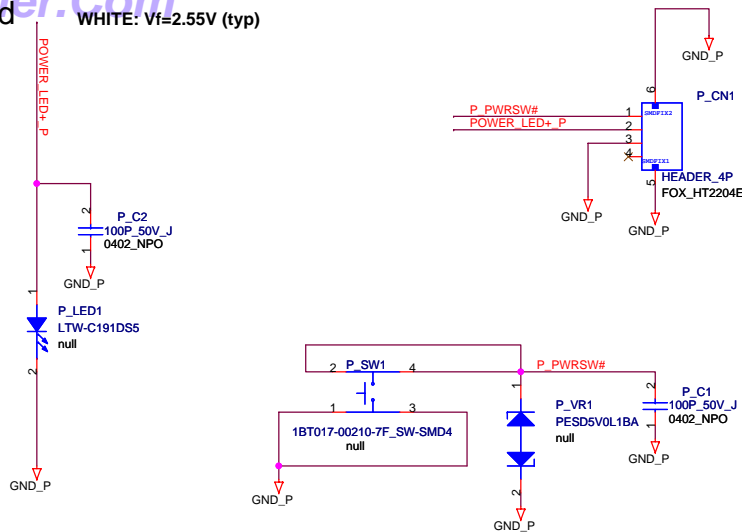 d er.Com
WHITE: Vf=2.55V (typ)
POWER_LED+_P
2
P_C2
100P_50V_J
0402_NPO
1
GND_P
1
P_LED1
LTW-C191DS5
null
2
GND_P
GND_P
6
P_CN1
P_PWRSW#
1
SMDFIX2
POWER_LED+_P
2
3
4
SMDFIX1
HEADER_4P
5
FOX_HT2204E
GND_P
GND_P
2
P_SW1
4
P_PWRSW#
1
3
1BT017-00210-7F_SW-SMD4
null
GND_P
1
P_VR1
PESD5V0L1BA
null
2
GND_P
2
P_C1
100P_50V_J
0402_NPO
1
GND_P